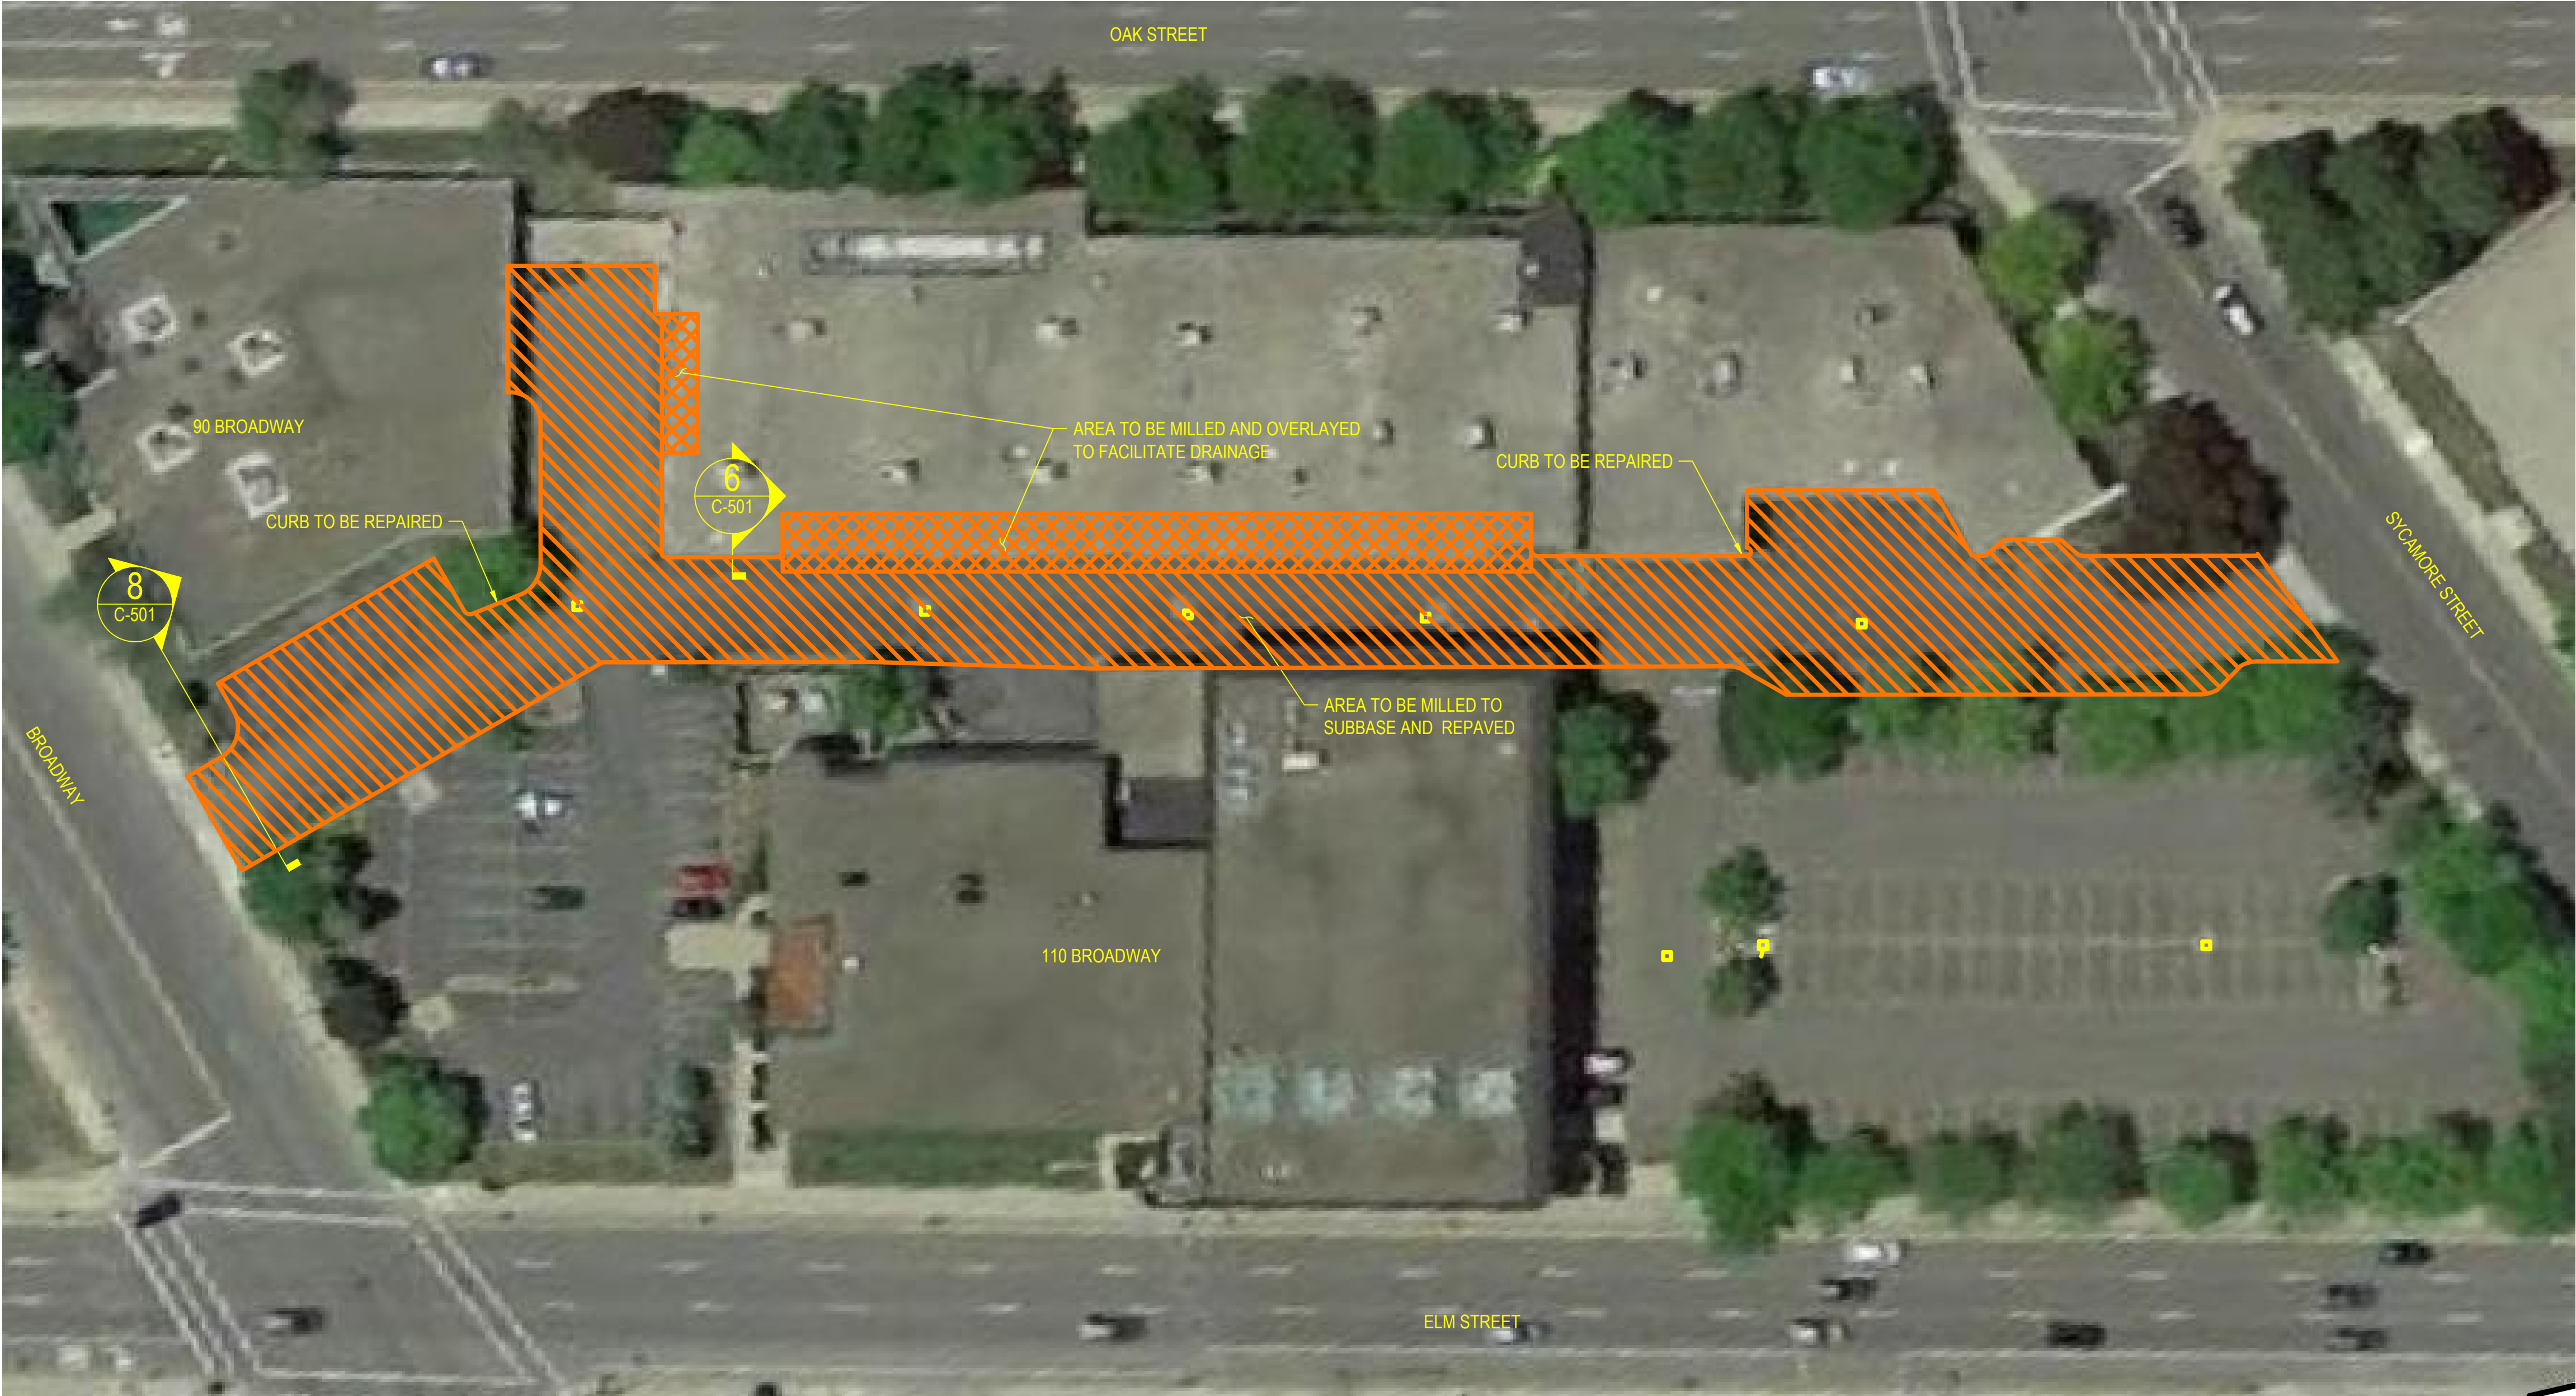 OAK STREET
90 BROADWAY
AREA TO BE MILLED AND OVERLAYED
TO FACILITATE DRAINAGE
CURB TO BE REPAIRED
6
C-501
CURB TO BE REPAIRED
8
C-501
SYCAMORE STREET
AREA TO BE MILLED TO
SUBBASE AND REPAVED
BROADWAY
110 BROADWAY
ELM STREET